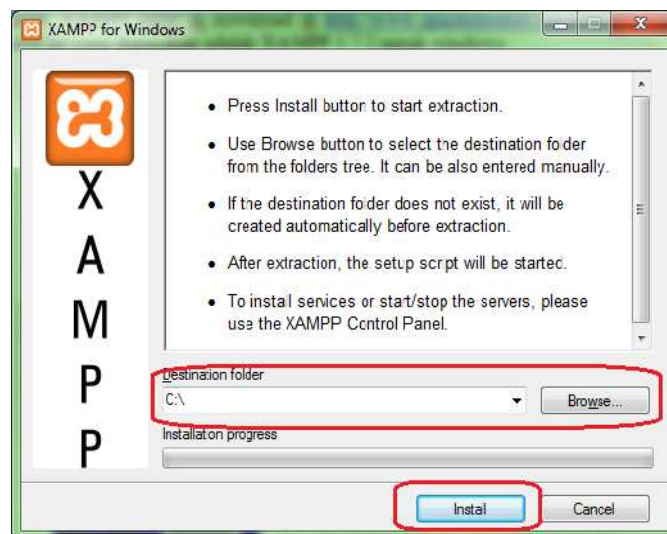 XAMPP for Windows
X
A
M
P
P
• Press Install button to start extraction.
• Use Browse button to select the destination folder
from the folders tree. It can be also entered manually.
• If the destination folder does not exist, it will be
created automatically before extraction.
• After extraction, the setup script will be started.
• To install services or start/stop the servers, please
use the XAMPP Control Panel.
Destination folder
C:\
Browse...
Installation progress
Instal
Cancel